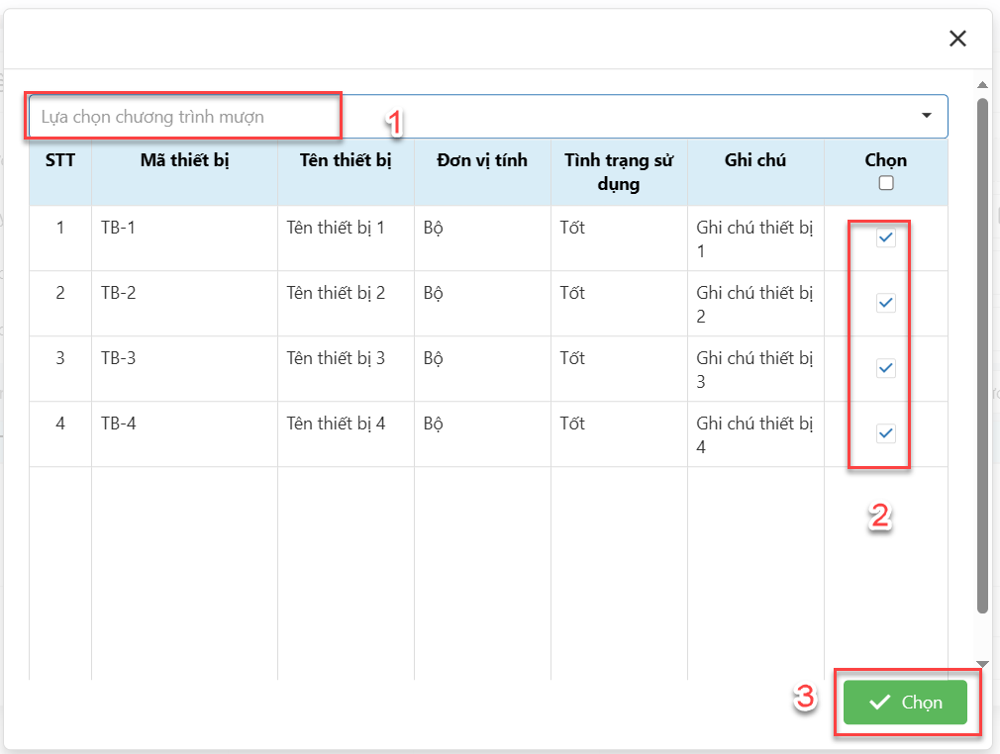 Lựa chọn chương trình mượn
1
STT Mã thiết bị Tên thiết bị Đơn vị tính Tình trạng sử dụng Ghi chú Chọn
1 TB-1 Tên thiết bị 1 Bộ Tốt Ghi chú thiết bị 1
2 TB-2 Tên thiết bị 2 Bộ Tốt Ghi chú thiết bị 2
3 TB-3 Tên thiết bị 3 Bộ Tốt Ghi chú thiết bị 3
4 TB-4 Tên thiết bị 4 Bộ Tốt Ghi chú thiết bị 4
2
3
Chọn